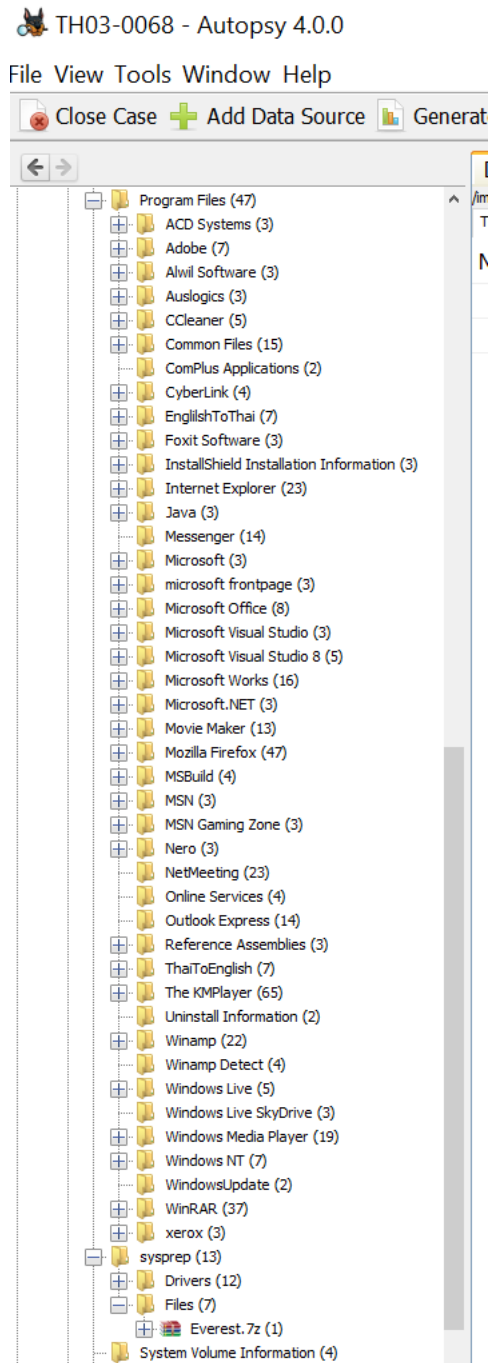 TH03-0068 - Autopsy 4.0.0
File View Tools Window Help
Close Case Add Data Source Generat
Program Files (47)
/im
ACD Systems (3)
T
Adobe (7)
Alwil Software (3)
N
Auslogics (3)
CCleaner (5)
Common Files (15)
ComPlus Applications (2)
CyberLink (4)
EnglilshToThai (7)
Foxit Software (3)
InstallShield Installation Information (3)
Internet Explorer (23)
Java (3)
Messenger (14)
Microsoft (3)
microsoft frontpage (3)
Microsoft Office (8)
Microsoft Visual Studio (3)
Microsoft Visual Studio 8 (5)
Microsoft Works (16)
Microsoft.NET (3)
Movie Maker (13)
Mozilla Firefox (47)
MSBuild (4)
MSN (3)
MSN Gaming Zone (3)
Nero (3)
NetMeeting (23)
Online Services (4)
Outlook Express (14)
Reference Assemblies (3)
ThaiToEnglish (7)
The KMPlayer (65)
Uninstall Information (2)
Winamp (22)
Winamp Detect (4)
Windows Live (5)
Windows Live SkyDrive (3)
Windows Media Player (19)
Windows NT (7)
WindowsUpdate (2)
WinRAR (37)
xerox (3)
sysprep (13)
Drivers (12)
Files (7)
Everest.7z (1)
System Volume Information (4)